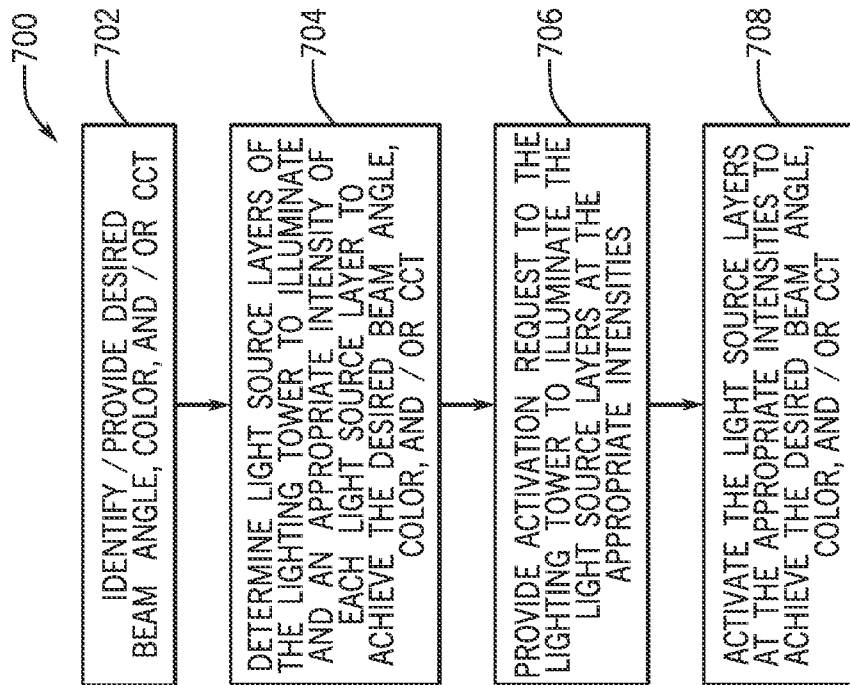 700
IDENTIFY / PROVIDE DESIRED
BEAM ANGLE, COLOR, AND / OR CCT
702
DETERMINE LIGHT SOURCE LAYERS OF
THE LIGHTING TOWER TO ILLUMINATE
AND AN APPROPRIATE INTENSITY OF
EACH LIGHT SOURCE LAYER TO
ACHIEVE THE DESIRED BEAM ANGLE,
COLOR, AND / OR CCT
704
PROVIDE ACTIVATION REQUEST TO THE
LIGHTING TOWER TO ILLUMINATE THE
LIGHT SOURCE LAYERS AT THE
APPROPRIATE INTENSITIES
706
ACTIVATE THE LIGHT SOURCE LAYERS
AT THE APPROPRIATE INTENSITIES TO
ACHIEVE THE DESIRED BEAM ANGLE,
COLOR, AND / OR CCT
708